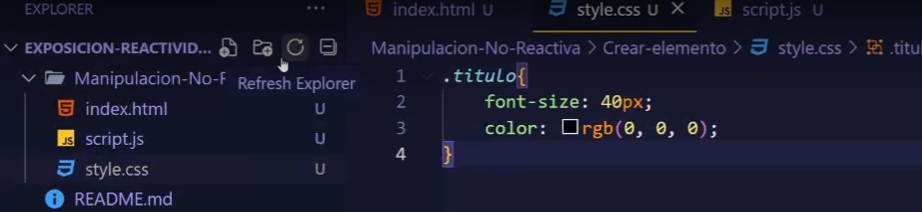 EXPLORER ...
EXPOSICION-REACTIVID...
Manipulacion-No-R
Refresh Explorer
index.html U
script.js U
style.css U
README.md
index.html U
style.css U
script.js U
Manipulacion-No-Reactiva > Crear-elemento > style.css > .titu
1 .titulo{
2 font-size: 40px;
3 color: rgb(0, 0, 0);
4 }